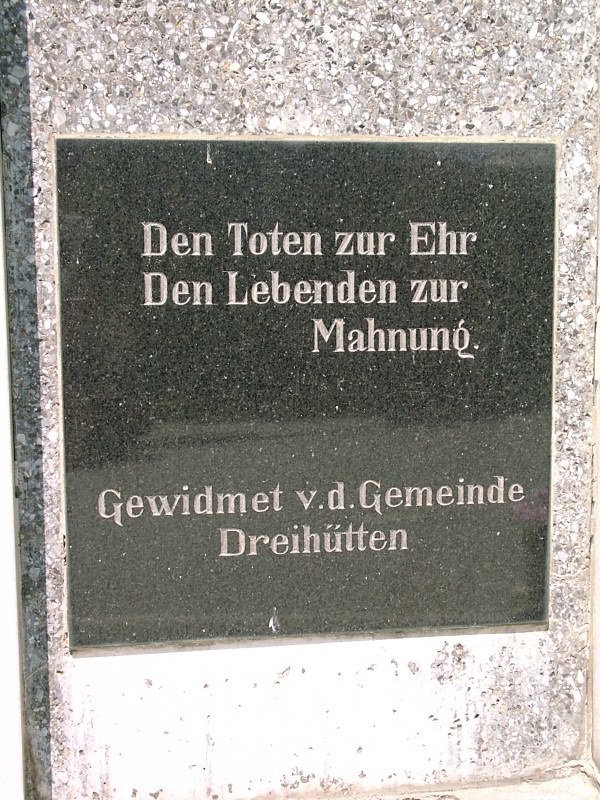 Den Toten zur Ehr
Den Lebenden zur
Mahnung.
Gewidmet v.d. Gemeinde
Dreihütten